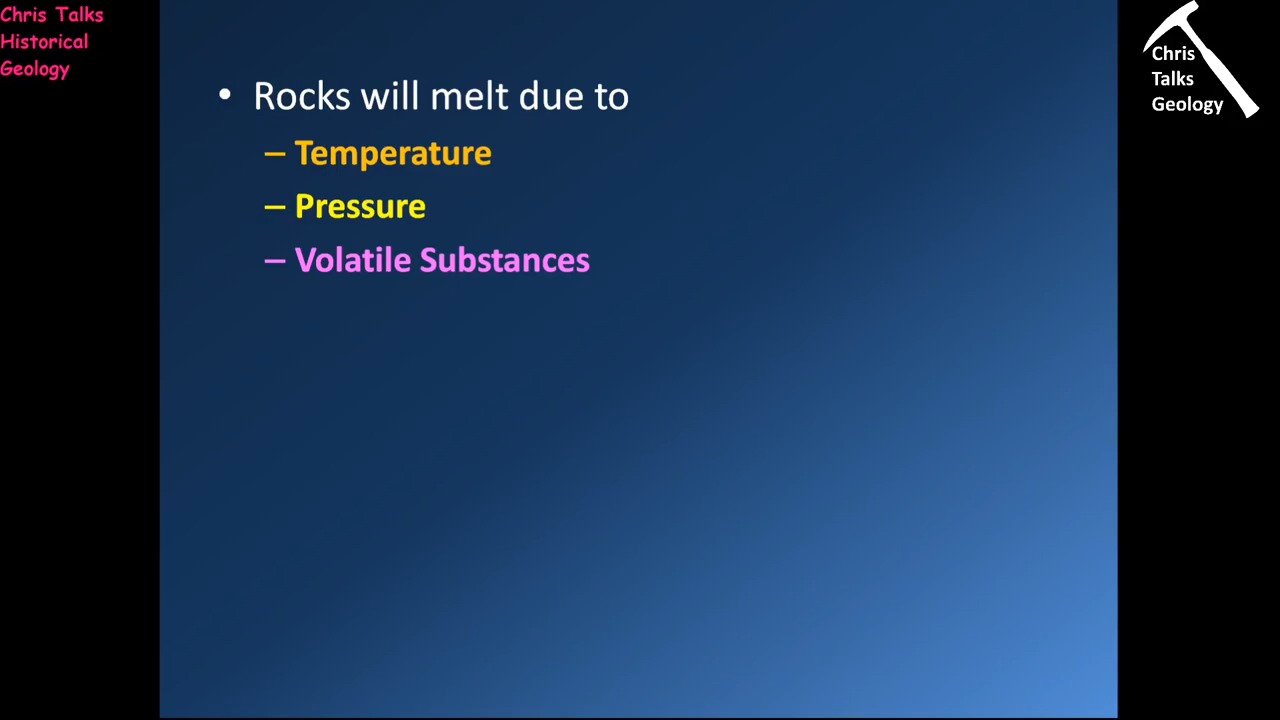 Chris Talks
Historical
Geology
• Rocks will melt due to
– Temperature
– Pressure
– Volatile Substances
Chris
Talks
Geology